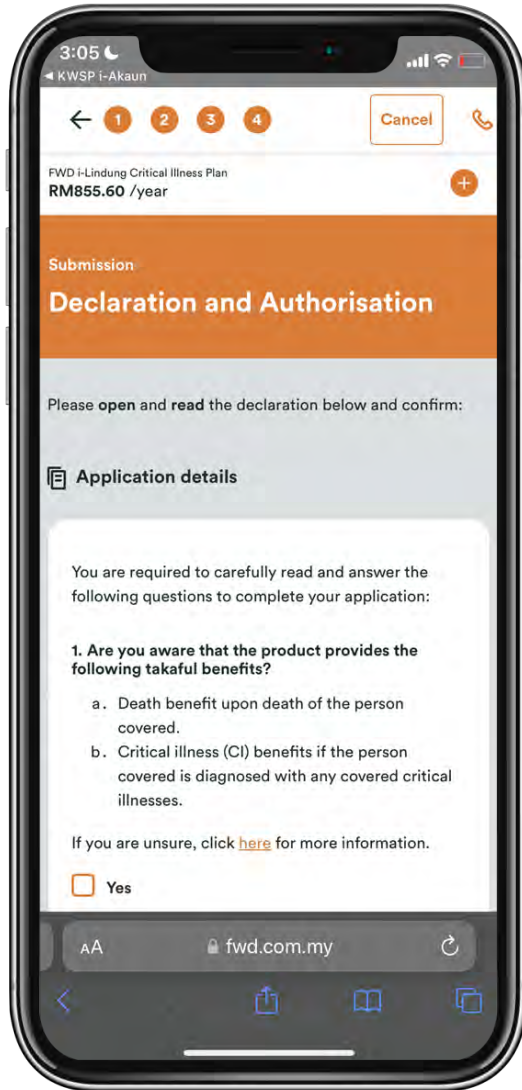 3:05
◀ KWSP i-Akaun
1 2 3 4 Cancel
FWD i-Lindung Critical Illness Plan
RM855.60 /year
Submission
Declaration and Authorisation
Please open and read the declaration below and confirm:
Application details
You are required to carefully read and answer the
following questions to complete your application:
1. Are you aware that the product provides the
following takaful benefits?
a. Death benefit upon death of the person
covered.
b. Critical illness (CI) benefits if the person
covered is diagnosed with any covered critical
illnesses.
If you are unsure, click here for more information.
Yes
AA fwd.com.my